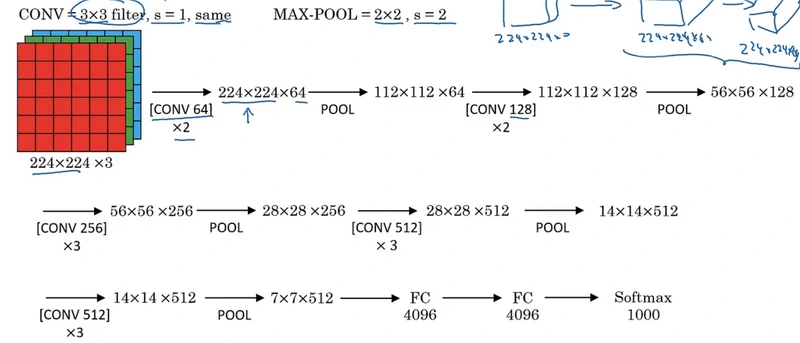 CONV = 3×3 filter, s = 1, same MAX-POOL = 2×2 , s = 2
224×224×3 224×224×64 224×224×64
224×224×64 112×112 ×64 112×112 ×128 56×56 ×128
[CONV 64] POOL [CONV 128] POOL
×2 ×2
224×224 ×3
56×56 ×256 28×28 ×256 28×28 ×512 14×14×512
[CONV 256] POOL [CONV 512] POOL
×3 × 3
14×14 ×512 7×7×512 FC FC Softmax
[CONV 512] POOL 4096 4096 1000
×3